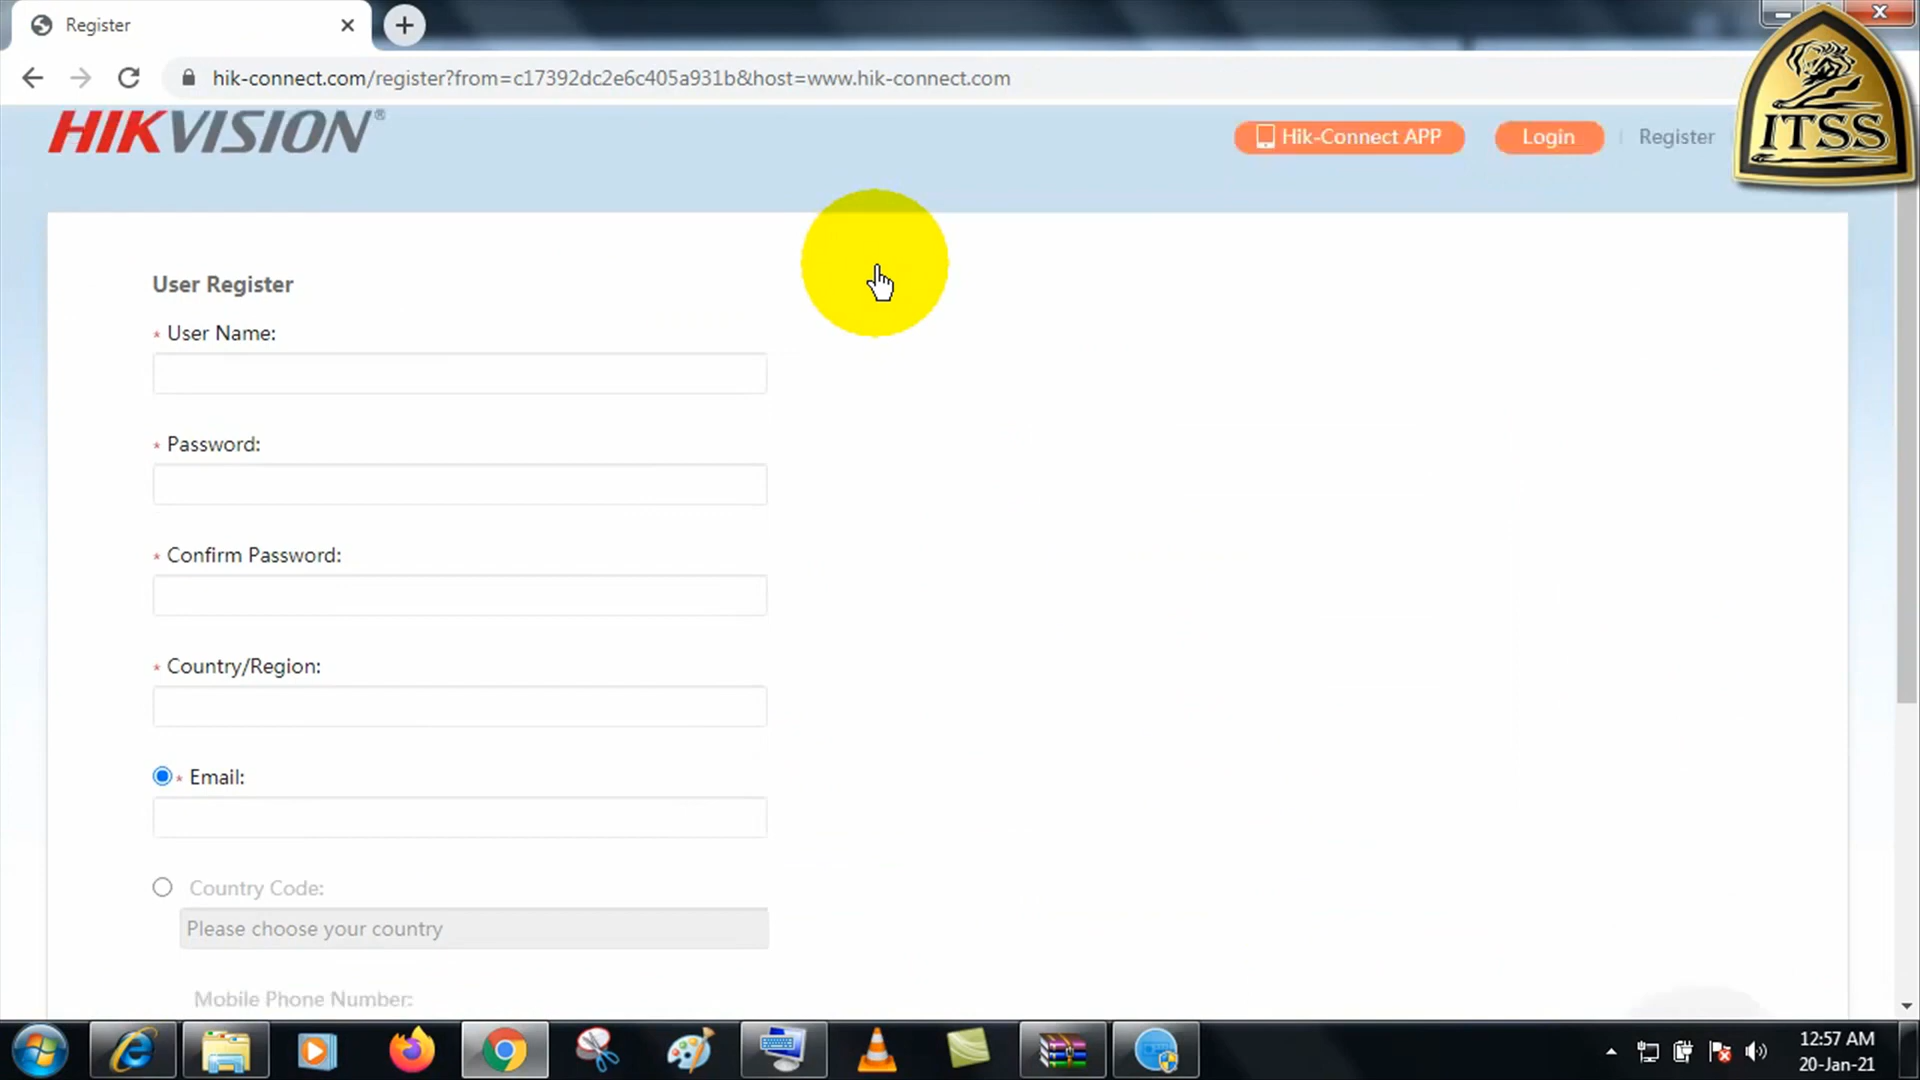 Register
hik-connect.com/register?from=c17392dc2e6c405a931b&host=www.hik-connect.com
HIKVISION®
Hik-Connect APP
Login
Register
ITSS
User Register
* User Name:
* Password:
* Confirm Password:
* Country/Region:
* Email:
Country Code:
Please choose your country
Mobile Phone Number:
12:57 AM
20-Jan-21